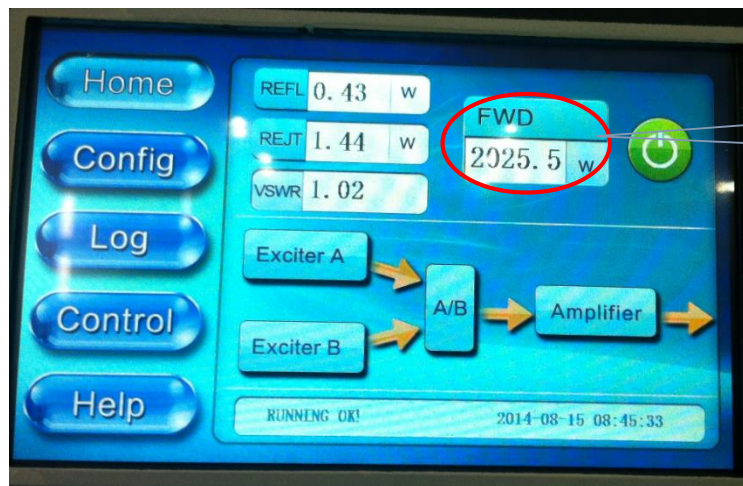 Home
Config
Log
Control
Help
REFL 0.43 W
REJT 1.44 W
VSWR 1.02
FWD
2025.5 W
Exciter A
Exciter B
A/B
Amplifier
RUNNING OK! 2014-08-15 08:45:33